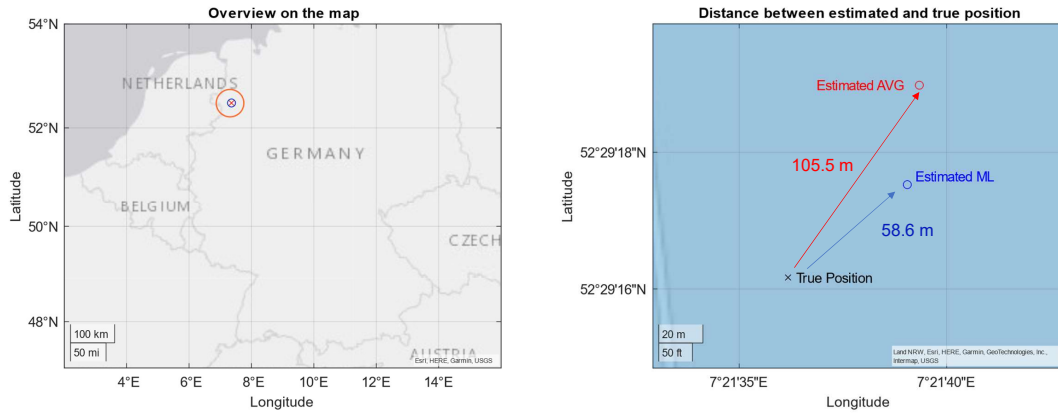 Overview on the map
54°N
52°N
50°N
48°N
Latitude
NETHERLANDS
GERMANY
BELGIUM
CZECH
AUSTRIA
100 km
50 mi
Esri, HERE, Garmin, USGS
4°E
6°E
8°E
10°E
12°E
14°E
Longitude
Distance between estimated and true position
Estimated AVG
52°29'18"N
105.5 m
Estimated ML
58.6 m
True Position
52°29'16"N
Latitude
20 m
50 ft
Land NRW, Esri, HERE, Garmin, GeoTechnologies, Inc.,
Intermap, USGS
7°21'35"E
7°21'40"E
Longitude